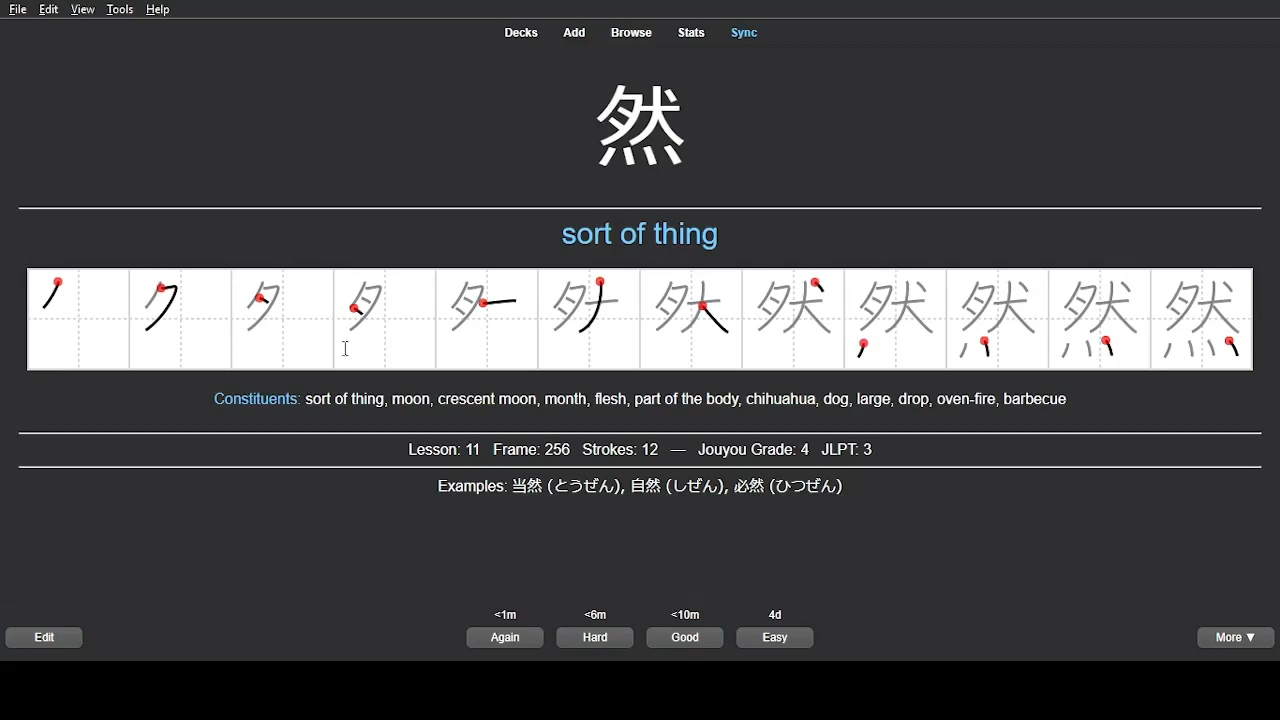 File Edit View Tools Help
Decks Add Browse Stats Sync
然
sort of thing
Constituents: sort of thing, moon, crescent moon, month, flesh, part of the body, chihuahua, dog, large, drop, oven-fire, barbecue
Lesson: 11 Frame: 256 Strokes: 12 — Jouyou Grade: 4 JLPT: 3
Examples: 当然 (とうぜん), 自然 (しぜん), 必然 (ひつぜん)
<1m <6m <10m 4d
Edit Again Hard Good Easy More ▼